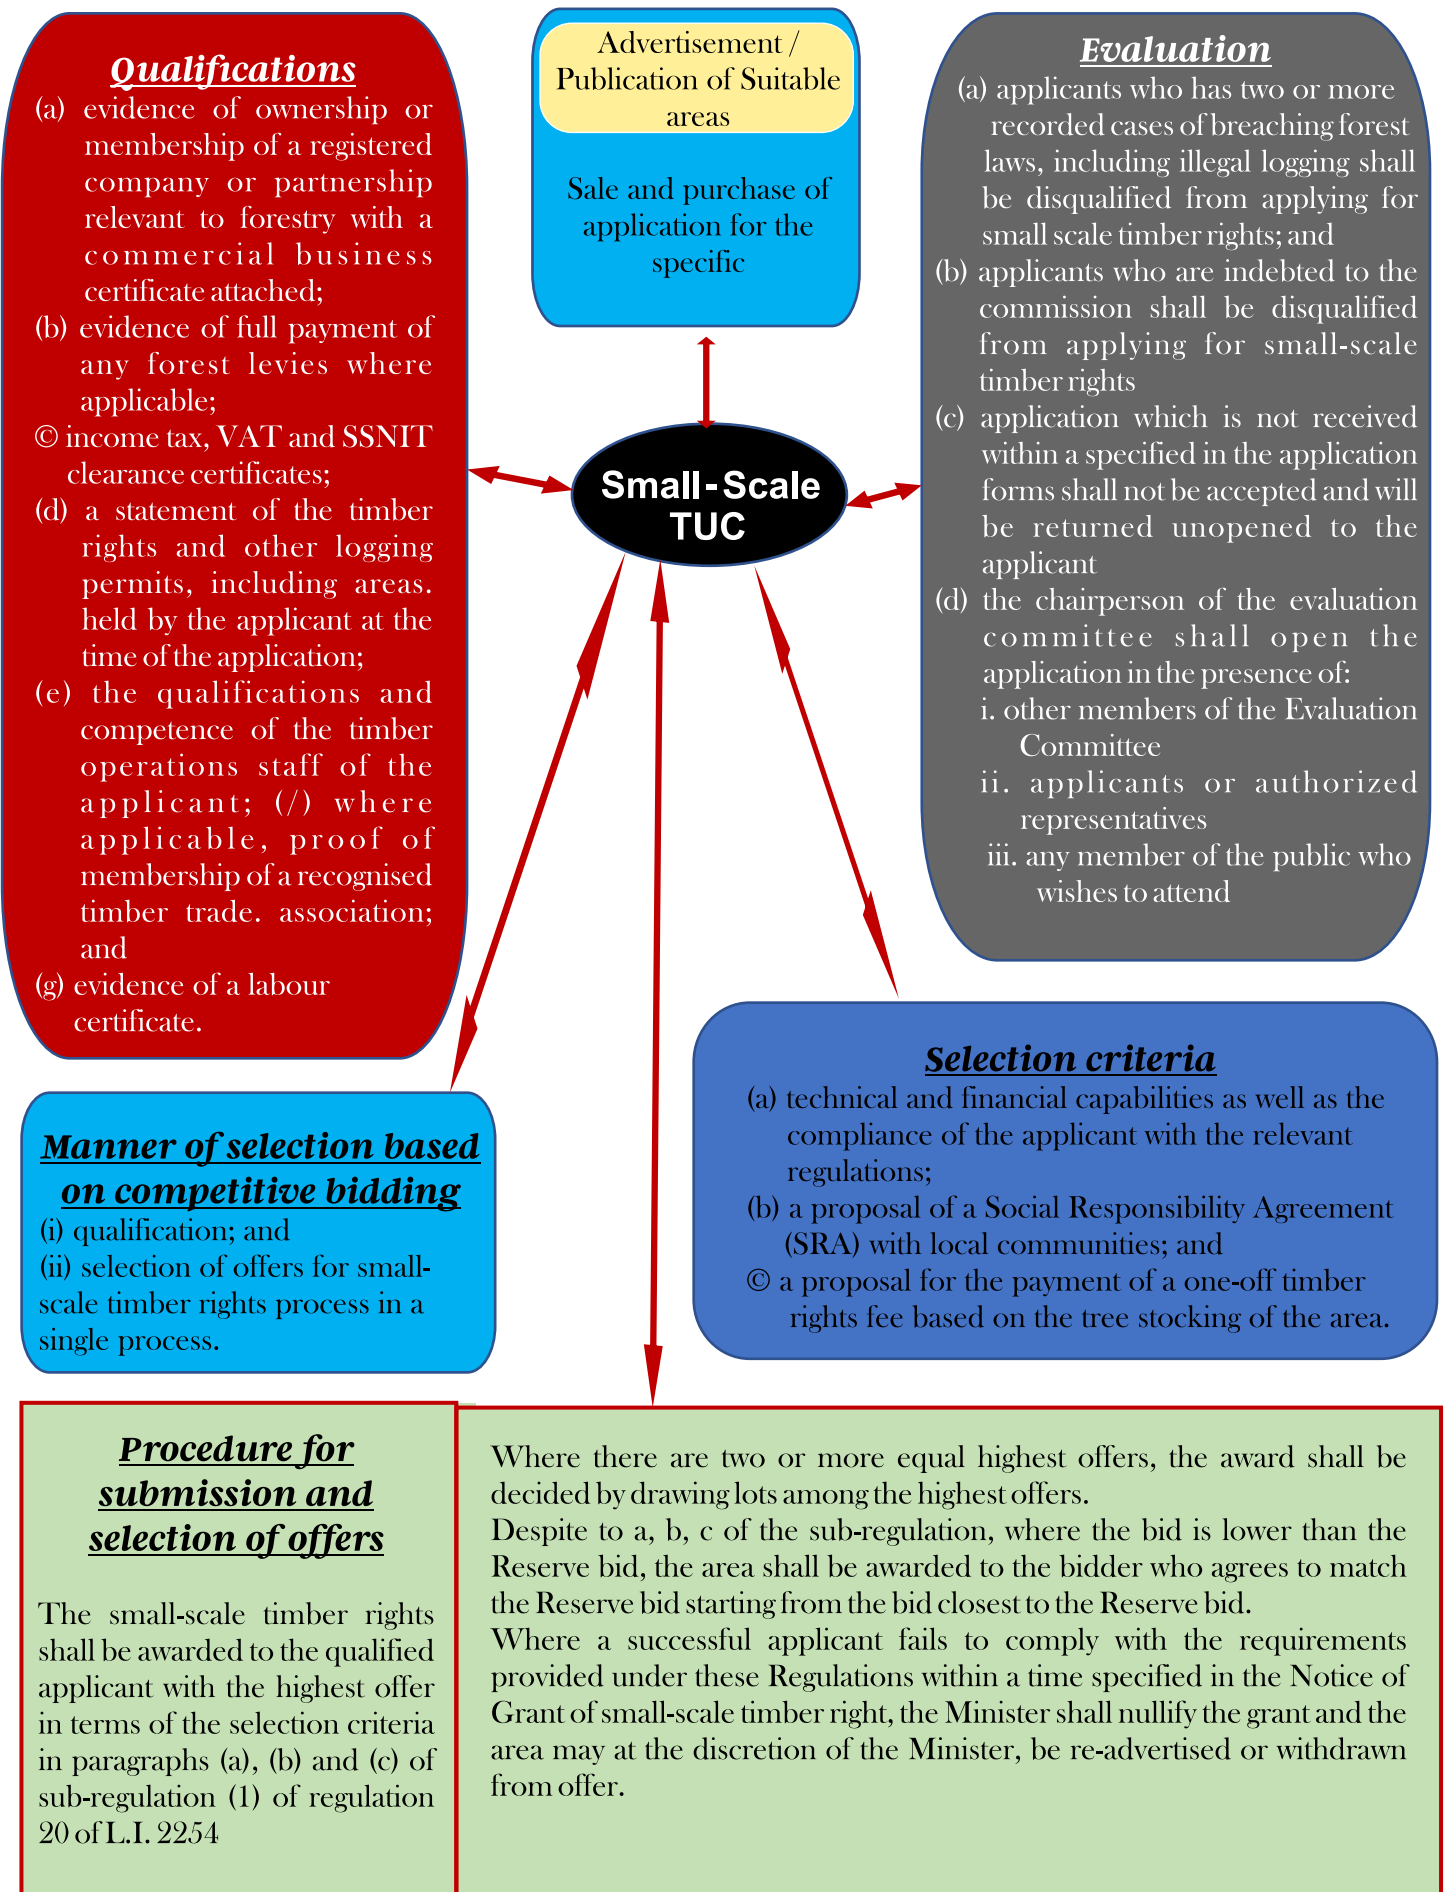 Qualifications
(a) evidence of ownership or
membership of a registered
company or partnership
relevant to forestry with a
commercial business
certificate attached;
(b) evidence of full payment of
any forest levies where
applicable;
© income tax, VAT and SSNIT
clearance certificates;
(d) a statement of the timber
rights and other logging
permits, including areas.
held by the applicant at the
time of the application;
(e) the qualifications and
competence of the timber
operations staff of the
applicant; (/) where
applicable, proof of
membership of a recognised
timber trade. association;
and
(g) evidence of a labour
certificate.
Advertisement /
Publication of Suitable
areas
Sale and purchase of
application for the
specific
Evaluation
(a) applicants who has two or more
recorded cases of breaching forest
laws, including illegal logging shall
be disqualified from applying for
small scale timber rights; and
(b) applicants who are indebted to the
commission shall be disqualified
from applying for small-scale
timber rights
(c) application which is not received
within a specified in the application
forms shall not be accepted and will
be returned unopened to the
applicant
(d) the chairperson of the evaluation
committee shall open the
application in the presence of:
i. other members of the Evaluation
Committee
ii. applicants or authorized
representatives
iii. any member of the public who
wishes to attend
Small-Scale
TUC
Manner of selection based
on competitive bidding
(i) qualification; and
(ii) selection of offers for small-
scale timber rights process in a
single process.
Selection criteria
(a) technical and financial capabilities as well as the
compliance of the applicant with the relevant
regulations;
(b) a proposal of a Social Responsibility Agreement
(SRA) with local communities; and
© a proposal for the payment of a one-off timber
rights fee based on the tree stocking of the area.
Procedure for
submission and
selection of offers
The small-scale timber rights
shall be awarded to the qualified
applicant with the highest offer
in terms of the selection criteria
in paragraphs (a), (b) and (c) of
sub-regulation (1) of regulation
20 of L.I. 2254
Where there are two or more equal highest offers, the award shall be
decided by drawing lots among the highest offers.
Despite to a, b, c of the sub-regulation, where the bid is lower than the
Reserve bid, the area shall be awarded to the bidder who agrees to match
the Reserve bid starting from the bid closest to the Reserve bid.
Where a successful applicant fails to comply with the requirements
provided under these Regulations within a time specified in the Notice of
Grant of small-scale timber right, the Minister shall nullify the grant and the
area may at the discretion of the Minister, be re-advertised or withdrawn
from offer.